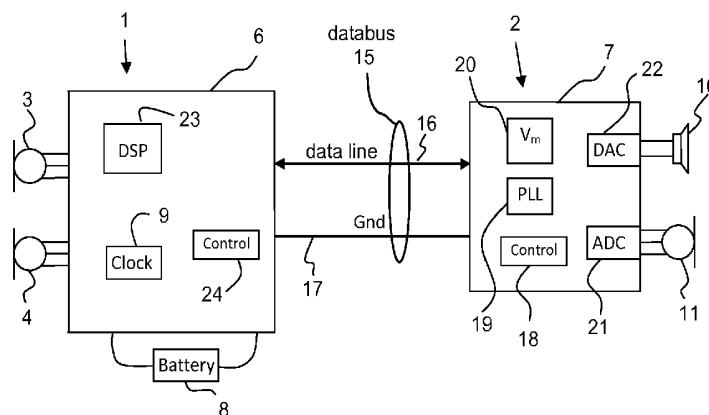 databus
1
6
15
2
7
20
22
10
3
23
16
DSP
data line
Vm
DAC
9
Gnd
PLL
Clock
Control
Control
ADC
4
24
17
19
18
21
11
Battery
8